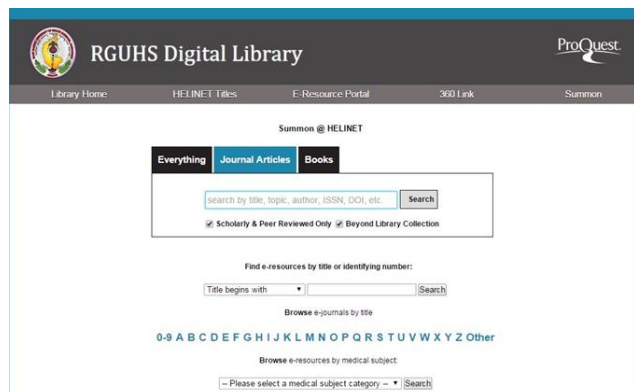 RGUHS Digital Library
ProQuest
Library Home HELINET Titles E-Resource Portal 360 Link Summon
Summon @ HELINET
Everything Journal Articles Books
search by title, topic, author, ISSN, DOI, etc. Search
Scholarly & Peer Reviewed Only Beyond Library Collection
Find e-resources by title or identifying number:
Title begins with Search
Browse e-journals by title
0-9 A B C D E F G H I J K L M N O P Q R S T U V W X Y Z Other
Browse e-resources by medical subject:
-- Please select a medical subject category -- Search